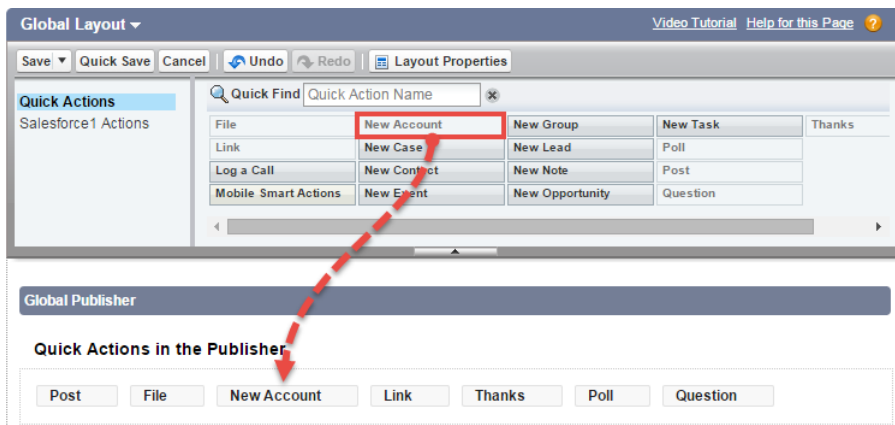 Global Layout Video Tutorial Help for this Page ?
Save Quick Save Cancel Undo Redo Layout Properties
Quick Actions
Salesforce1 Actions
Quick Find Quick Action Name
File New Account New Group New Task Thanks
Link New Case New Lead Poll
Log a Call New Contact New Note Post
Mobile Smart Actions New Event New Opportunity Question
Global Publisher
Quick Actions in the Publisher
Post File New Account Link Thanks Poll Question